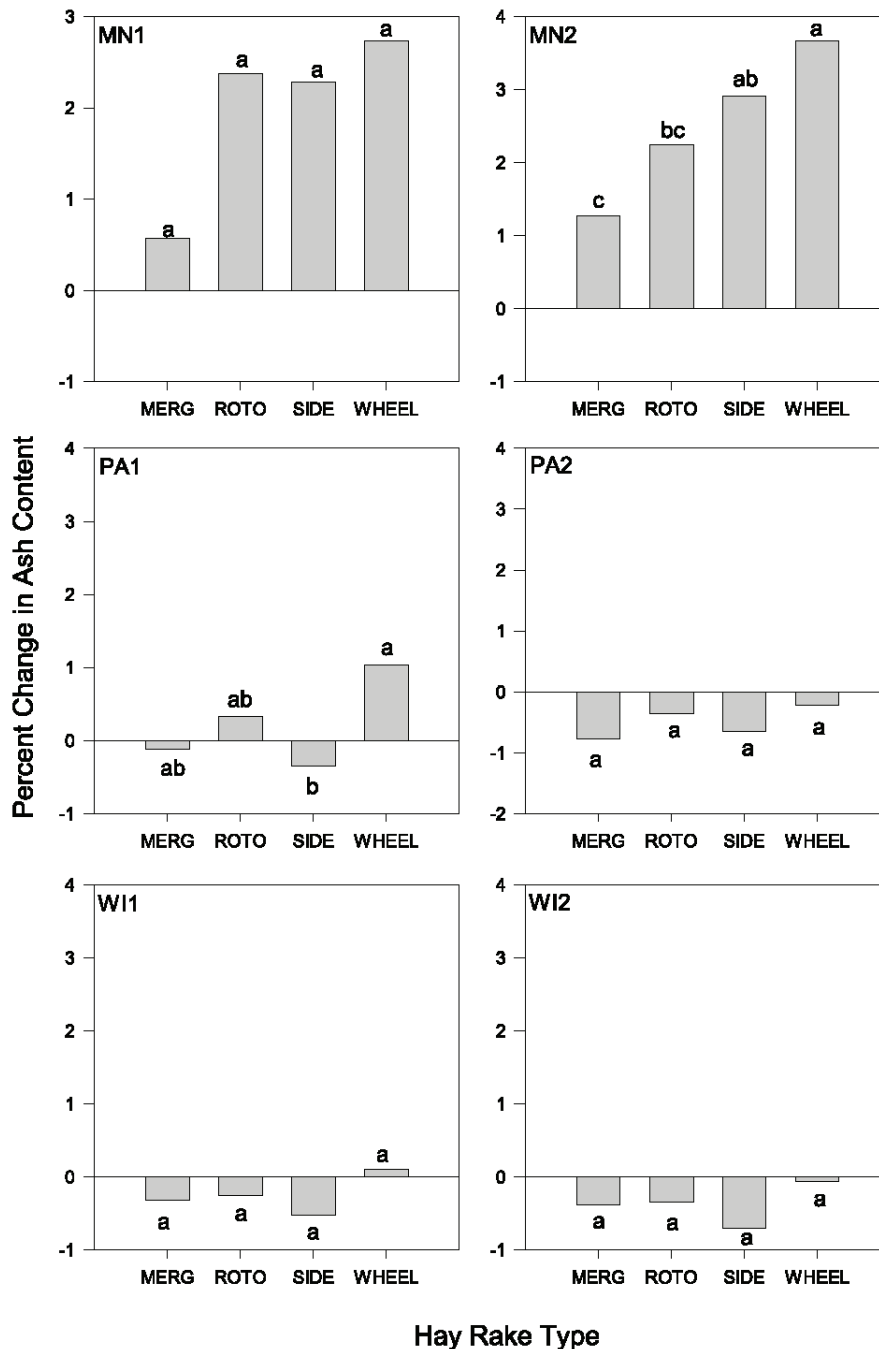 Percent Change in Ash Content
MN1
3
2
1
0
-1
a
a
a
a
MERG ROTO SIDE WHEEL
MN2
4
3
2
1
0
-1
c
bc
ab
a
MERG ROTO SIDE WHEEL
PA1
4
3
2
1
0
-1
ab
ab
b
a
MERG ROTO SIDE WHEEL
PA2
4
3
2
1
0
-1
-2
a
a
a
a
MERG ROTO SIDE WHEEL
WI1
4
3
2
1
0
-1
a
a
a
a
MERG ROTO SIDE WHEEL
WI2
4
3
2
1
0
-1
a
a
a
a
MERG ROTO SIDE WHEEL
Hay Rake Type